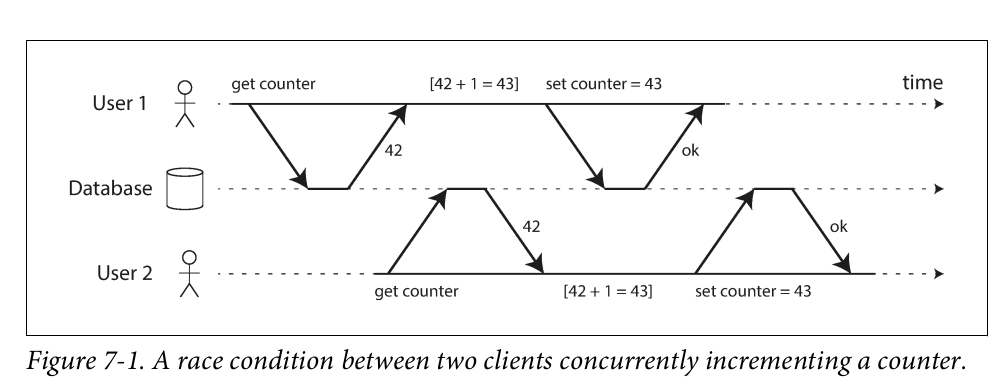 get counter [42 + 1 = 43] set counter = 43 time
User 1
42 ok
Database
42 ok
User 2
get counter [42 + 1 = 43] set counter = 43
Figure 7-1. A race condition between two clients concurrently incrementing a counter.